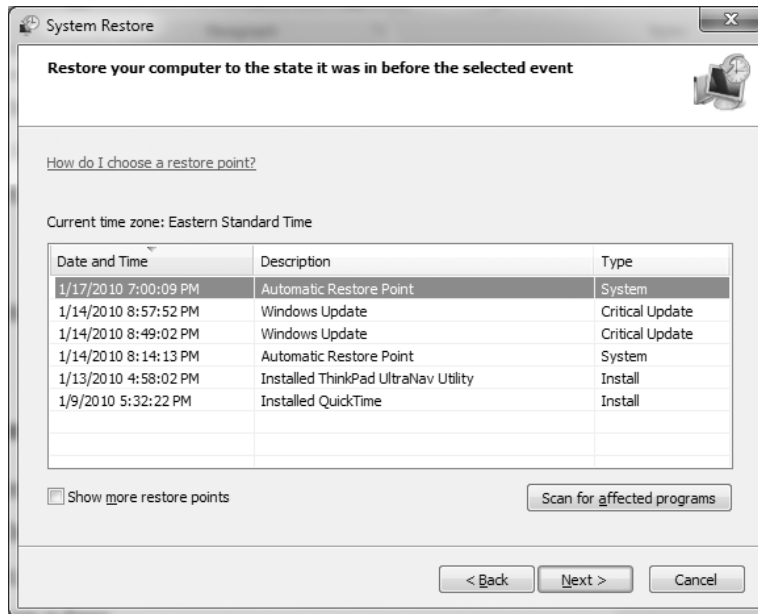 System Restore
Restore your computer to the state it was in before the selected event
How do I choose a restore point?
Current time zone: Eastern Standard Time
Date and Time Description Type
1/17/2010 7:00:09 PM Automatic Restore Point System
1/14/2010 8:57:52 PM Windows Update Critical Update
1/14/2010 8:49:02 PM Windows Update Critical Update
1/14/2010 8:14:13 PM Automatic Restore Point System
1/13/2010 4:58:02 PM Installed ThinkPad UltraNav Utility Install
1/9/2010 5:32:22 PM Installed QuickTime Install
Show more restore points Scan for affected programs
< Back Next > Cancel